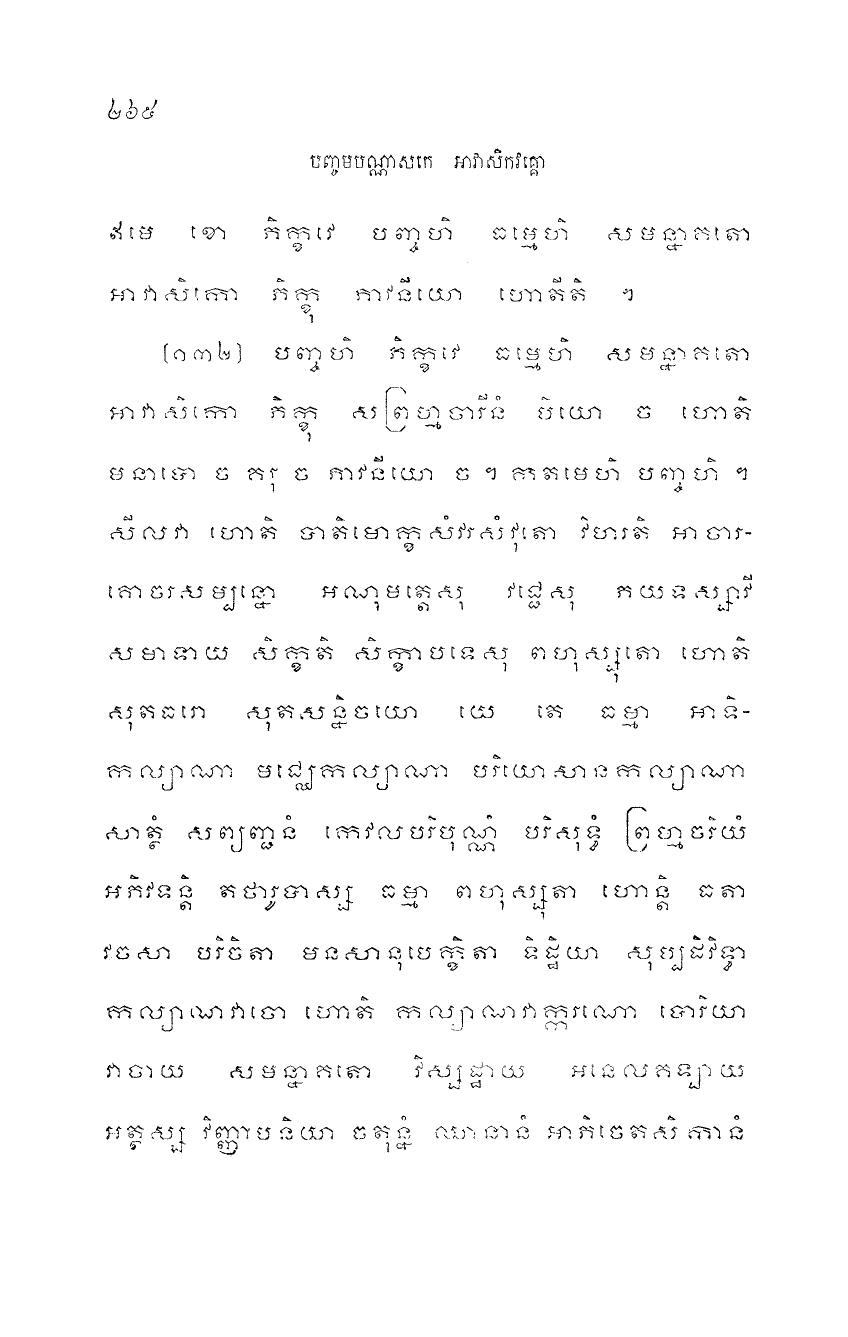 ២៦៥
បញ្ចមបណ្ណាសកេ អាវាសិកវគ្គោ
ឥមេ ខោ ភិក្ខវេ បញ្ចហិ ធម្មេហិ សមន្នាគតោ
អាវាសិកោ ភិក្ខុ ភាវនីយោ ហោតីតិ ។
[១៣២] បញ្ចហិ ភិក្ខវេ ធម្មេហិ សមន្នាគតោ
អាវាសិកោ ភិក្ខុ សព្រហ្មចារីនំ បិយោ ច ហោតិ
មនាបោ ច គរុ ច ភាវនីយោ ច ។ កតមេហិ បញ្ចហិ ។
សីលវា ហោតិ បាតិមោក្ខសំវរសំវុតោ វិហរតិ អាចារ-
គោចរសម្បន្នោ អណុមត្តេសុ វជ្ជេសុ ភយទស្សាវី
សមាទាយ សិក្ខតិ សិក្ខាបទេសុ ពហុស្សុតោ ហោតិ
សុតធរោ សុតសន្និចយោ យេ តេ ធម្មា អាទិ-
កល្យាណា មជ្ឈេកល្យាណា បរិយោសានកល្យាណា
សាត្ថំ សព្យញ្ជនំ កេវលបរិបុណ្ណំ បរិសុទ្ធំ ព្រហ្មចរិយំ
អភិវទន្តិ តថារូបាស្ស ធម្មា ពហុស្សុតា ហោន្តិ ធតា
វចសា បរិចិតា មនសានុបេក្ខិតា ទិដ្ឋិយា សុប្បដិវិទ្ធា
កល្យាណវាចោ ហោតិ កល្យាណវាក្ករណោ បោរិយា
វាចាយ សមន្នាគតោ វិស្សដ្ឋាយ អនេលគឡាយ
អត្ថស្ស វិញ្ញាបនិយា ចតុន្នំ ឈានានំ អាភិចេតសិកានំ